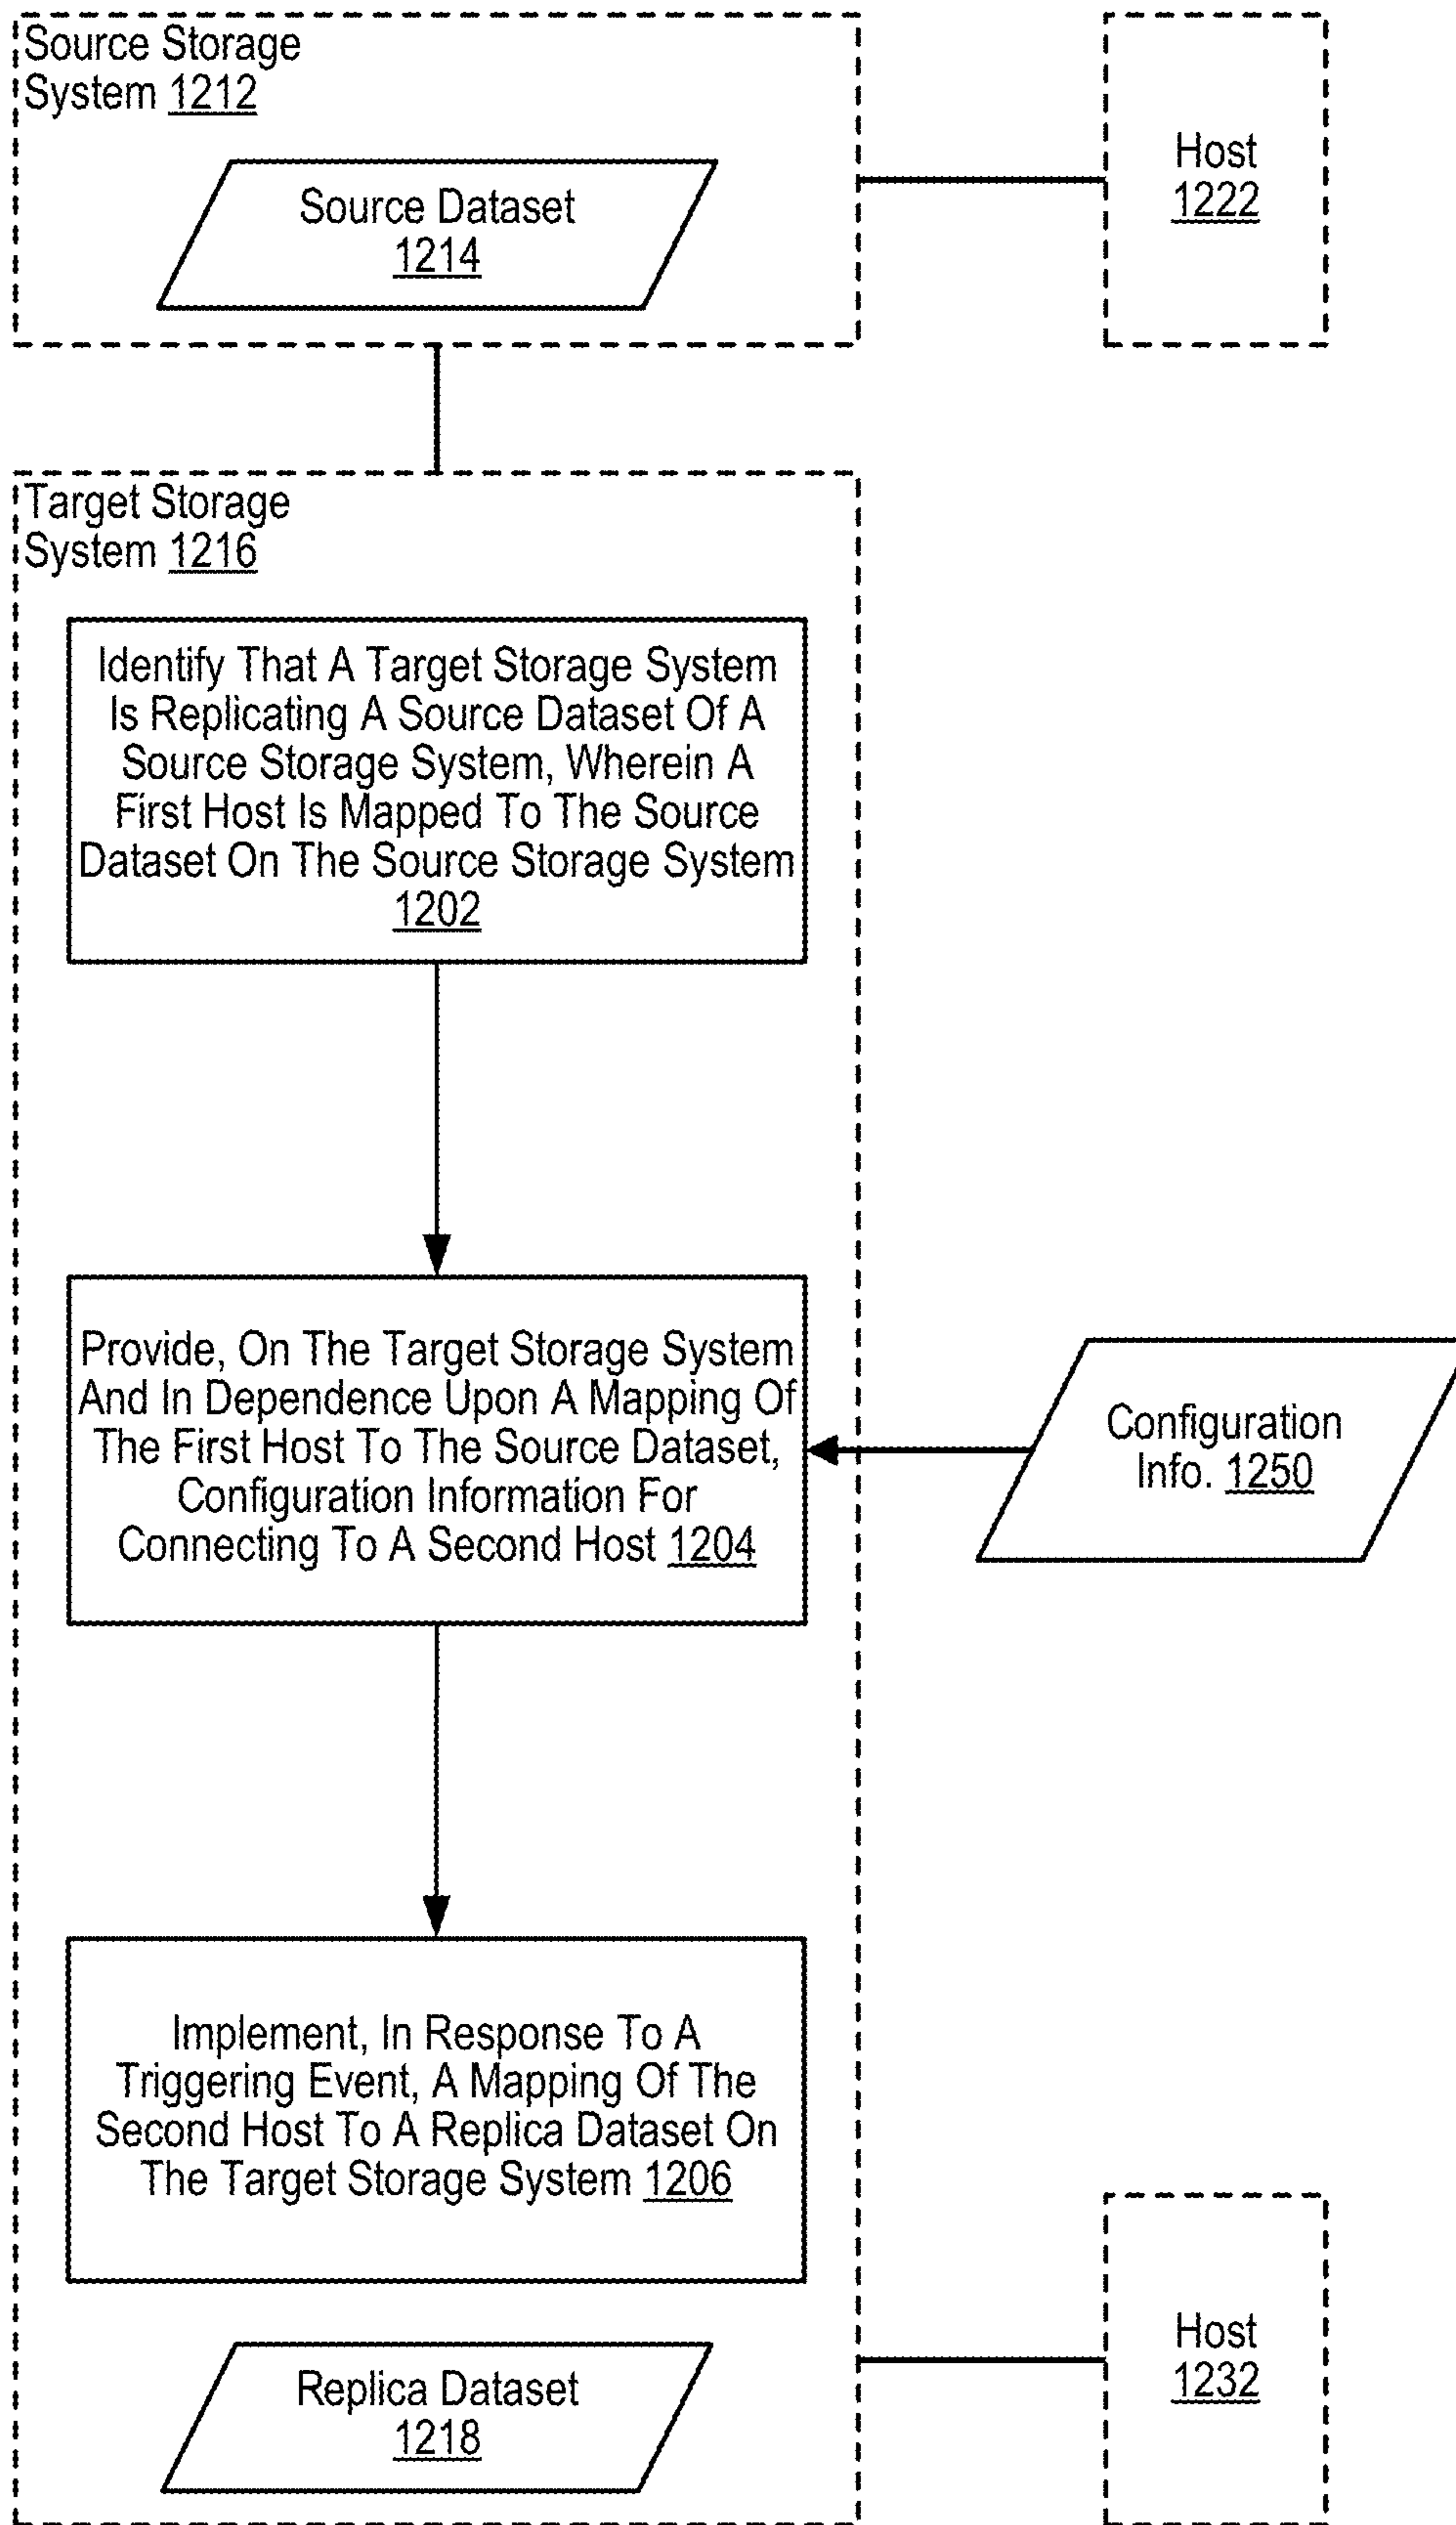 Source Storage
System 1212
Source Dataset
1214
Host
1222
Target Storage
System 1216
Identify That A Target Storage System
Is Replicating A Source Dataset Of A
Source Storage System, Wherein A
First Host Is Mapped To The Source
Dataset On The Source Storage System
1202
Provide, On The Target Storage System
And In Dependence Upon A Mapping Of
The First Host To The Source Dataset,
Configuration Information For
Connecting To A Second Host 1204
Configuration
Info. 1250
Implement, In Response To A
Triggering Event, A Mapping Of The
Second Host To A Replica Dataset On
The Target Storage System 1206
Replica Dataset
1218
Host
1232